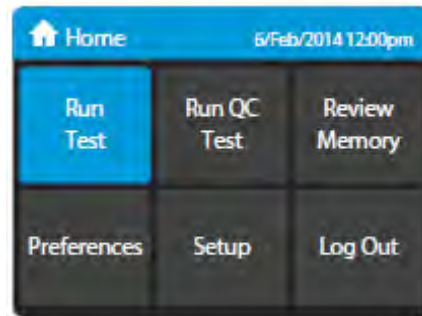 Home 6/Feb/2014 12:00pm
Run Run QC Review
Test Test Memory
Preferences Setup Log Out